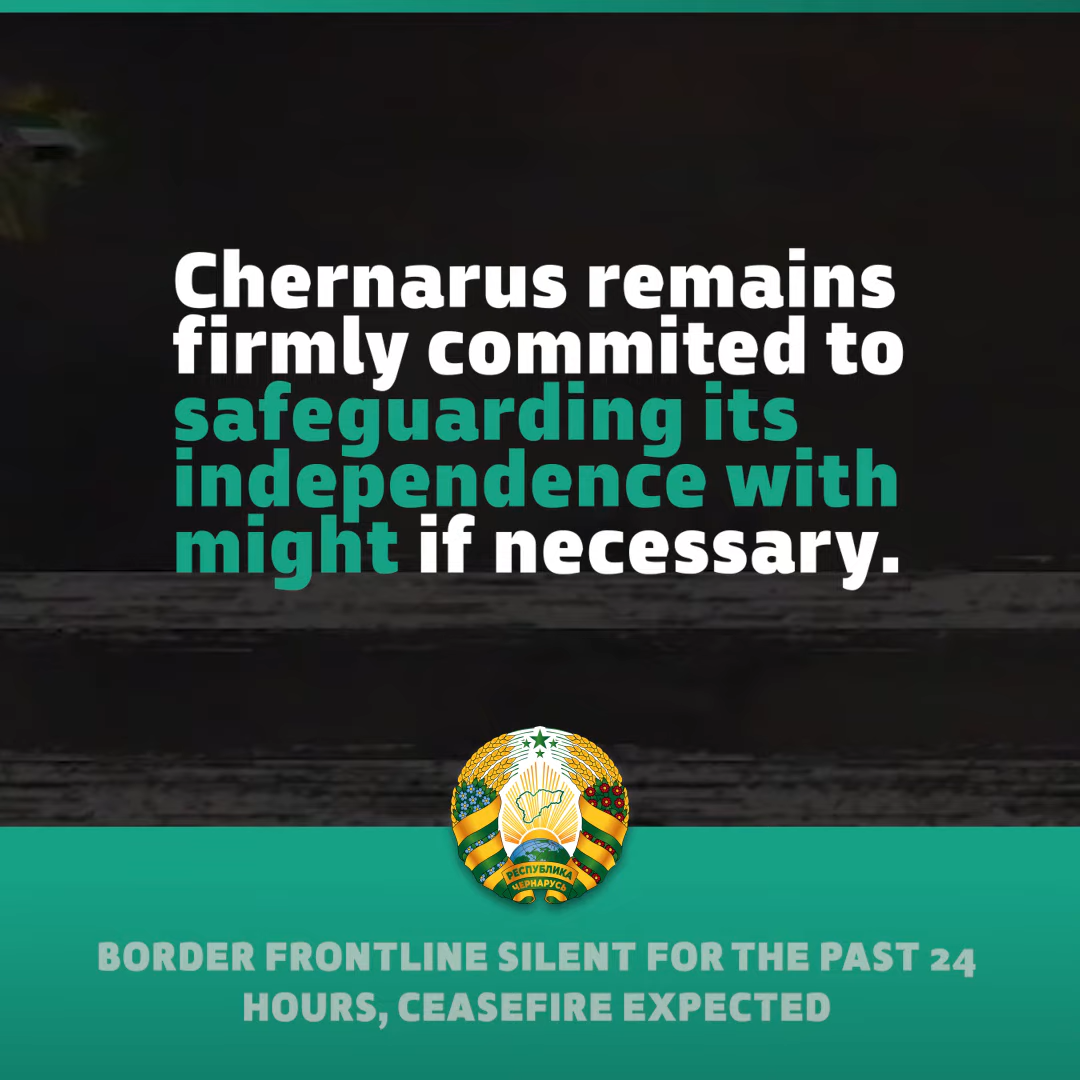 Chernarus remains
firmly commited to
safeguarding its
independence with
might if necessary.
РЕСПУБЛИКА
ЧЕРНАРУСЬ
BORDER FRONTLINE SILENT FOR THE PAST 24
HOURS, CEASEFIRE EXPECTED